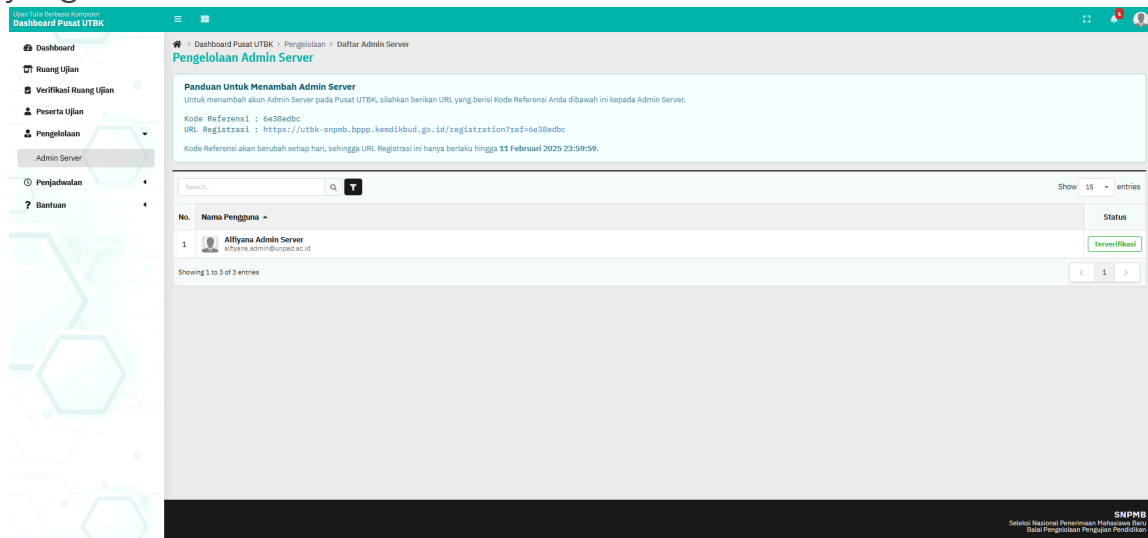 Ujian Tulis Berbasis Komputer
Dashboard Pusat UTBK
1
Dashboard
Ruang Ujian
Verifikasi Ruang Ujian
Peserta Ujian
Pengelolaan
Admin Server
Penjadwalan
Bantuan
Dashboard Pusat UTBK > Pengelolaan > Daftar Admin Server
Pengelolaan Admin Server
Panduan Untuk Menambah Admin Server
Untuk menambah akun Admin Server pada Pusat UTBK, silahkan berikan URL yang berisi Kode Referensi Anda dibawah ini kepada Admin Server.
Kode Referensi : 6e38edbc
URL Registrasi : https://utbk-snpmb.bppp.kemdikbud.go.id/registration?ref=6e38edbc
Kode Referensi akan berubah setiap hari, sehingga URL Registrasi ini hanya berlaku hingga 11 Februari 2025 23:59:59.
Search..
Show 15 entries
No. Nama Pengguna Status
1 Alfiyana Admin Server Terverifikasi
alfiyana.admin@unpad.ac.id
Showing 1 to 3 of 3 entries
< 1 >
SNPMB
Seleksi Nasional Penerimaan Mahasiswa Baru
Balai Pengelolaan Pengujian Pendidikan